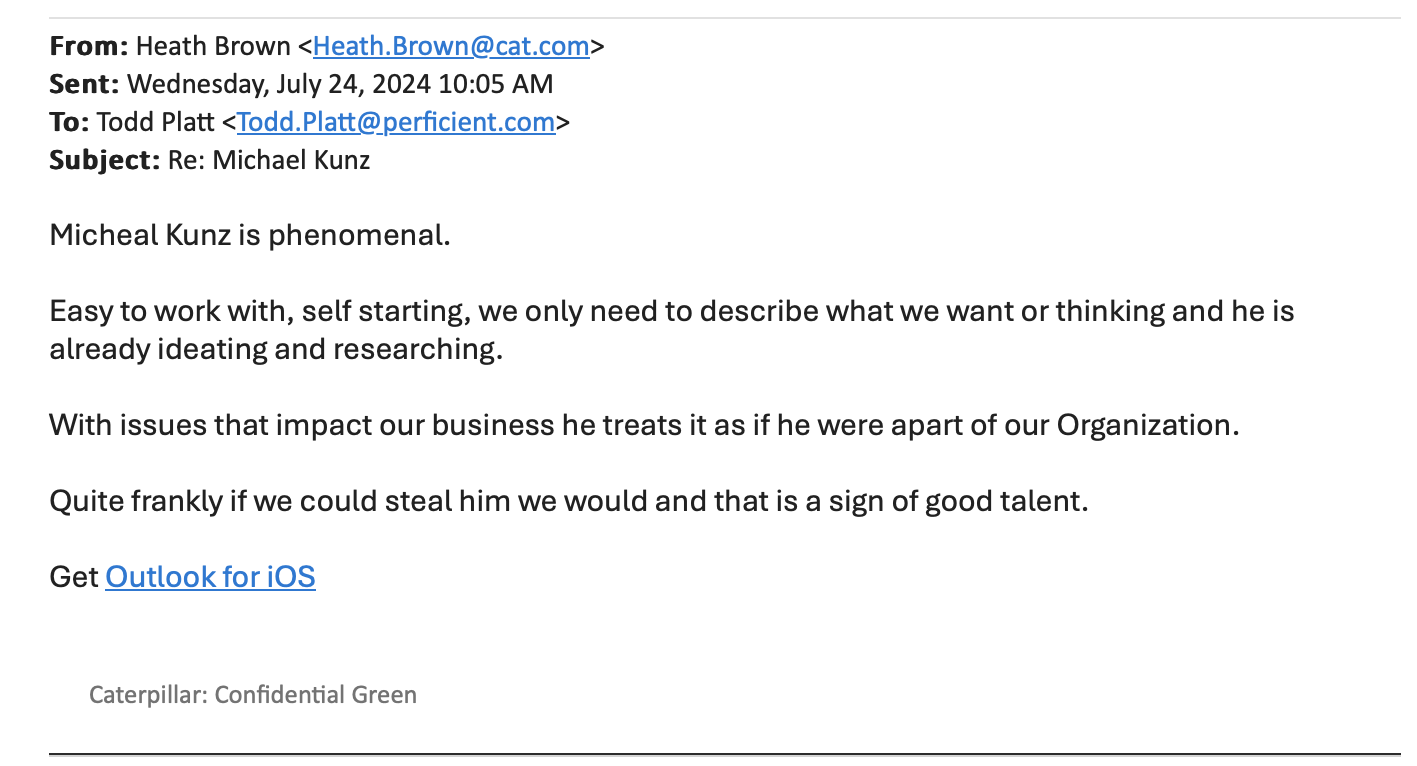 From: Heath Brown <Heath.Brown@cat.com>
Sent: Wednesday, July 24, 2024 10:05 AM
To: Todd Platt <Todd.Platt@perficient.com>
Subject: Re: Michael Kunz
Micheal Kunz is phenomenal.
Easy to work with, self starting, we only need to describe what we want or thinking and he is
already ideating and researching.
With issues that impact our business he treats it as if he were apart of our Organization.
Quite frankly if we could steal him we would and that is a sign of good talent.
Get Outlook for iOS
Caterpillar: Confidential Green